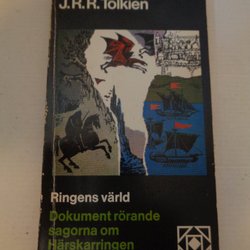 J.R.R. Tolkien
Ringens värld
Dokument rörande
sagorna om
Härskarringen